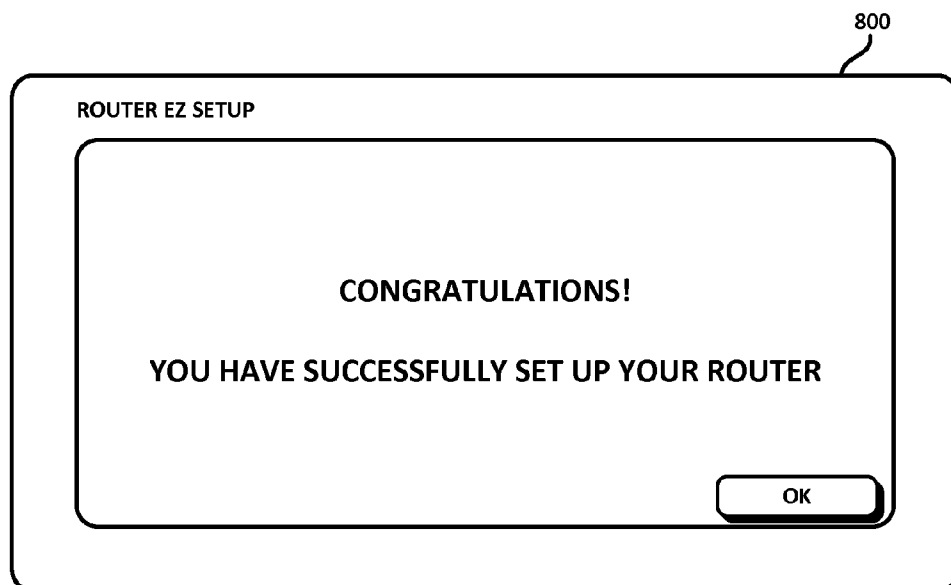 800
ROUTER EZ SETUP
CONGRATULATIONS!
YOU HAVE SUCCESSFULLY SET UP YOUR ROUTER
OK